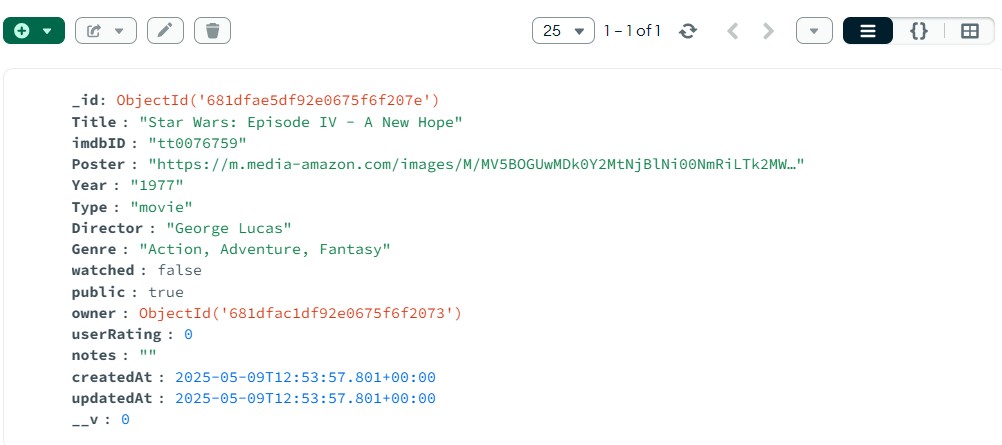 25 1 – 1 of 1 {}
_id: ObjectId('681dfae5df92e0675f6f207e')
Title : "Star Wars: Episode IV - A New Hope"
imdbID : "tt0076759"
Poster : "https://m.media-amazon.com/images/M/MV5BOGUwMDk0Y2MtNjBlNi00NmRiLTk2MW…"
Year : "1977"
Type : "movie"
Director : "George Lucas"
Genre : "Action, Adventure, Fantasy"
watched : false
public : true
owner : ObjectId('681dfac1df92e0675f6f2073')
userRating : 0
notes : ""
createdAt : 2025-05-09T12:53:57.801+00:00
updatedAt : 2025-05-09T12:53:57.801+00:00
__v : 0